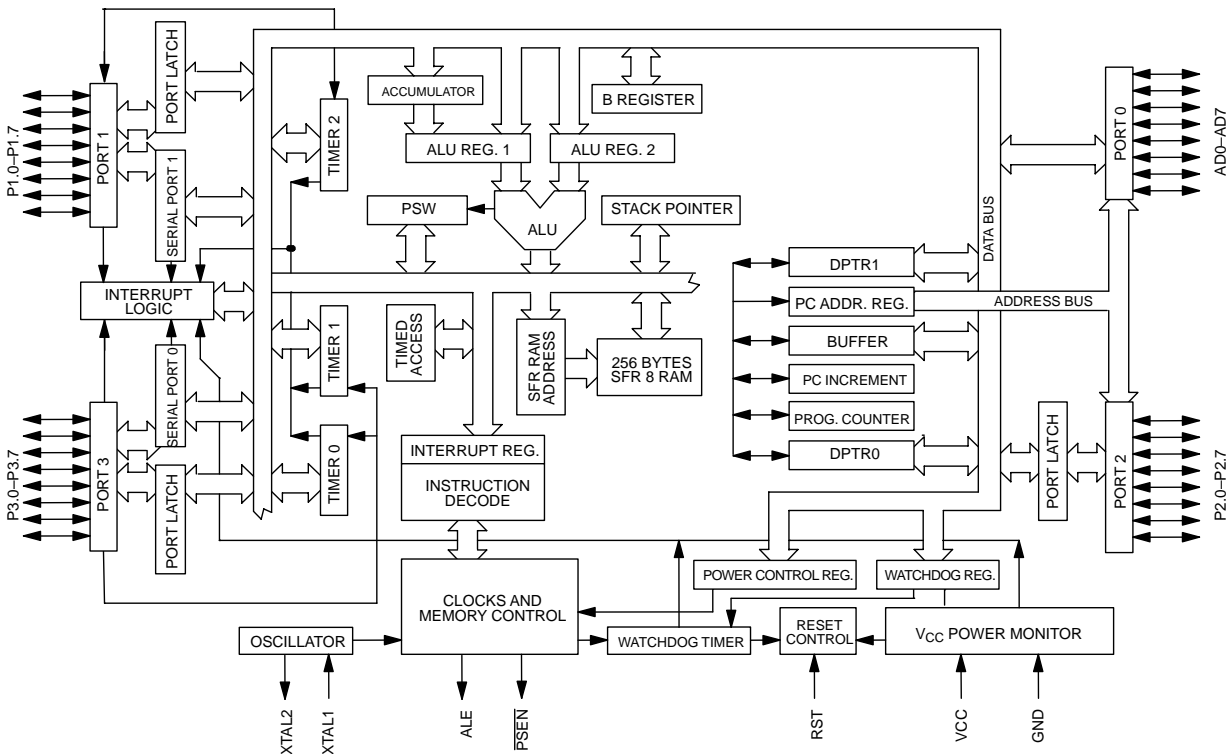 P1.0–P1.7
PORT 1
PORT LATCH
SERIAL PORT 1
INTERRUPT
LOGIC
SERIAL PORT 0
P3.0–P3.7
PORT 3
PORT LATCH
TIMER 2
TIMER 1
TIMER 0
ACCUMULATOR
B REGISTER
ALU REG. 1
ALU REG. 2
PSW
ALU
STACK POINTER
TIMED
ACCESS
SFR RAM
ADDRESS
256 BYTES
SFR 8 RAM
INTERRUPT REG.
INSTRUCTION
DECODE
DATA BUS
DPTR1
PC ADDR. REG.
ADDRESS BUS
BUFFER
PC INCREMENT
PROG. COUNTER
DPTR0
PORT 0
AD0–AD7
PORT LATCH
PORT 2
P2.0–P2.7
POWER CONTROL REG.
WATCHDOG REG.
CLOCKS AND
MEMORY CONTROL
OSCILLATOR
WATCHDOG TIMER
RESET
CONTROL
VCC POWER MONITOR
XTAL2
XTAL1
ALE
PSEN
RST
VCC
GND